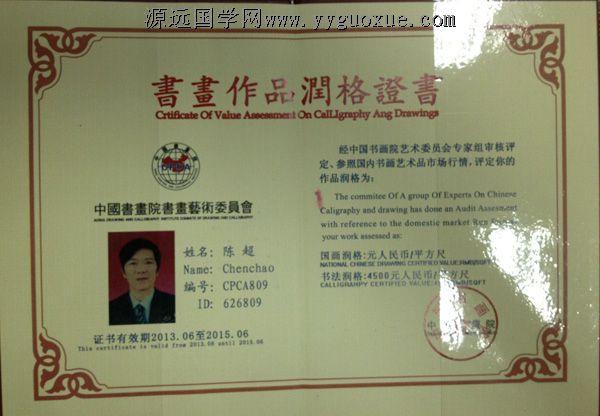 源远国学网www.yyguoxue.com
書畫作品潤格證書
Crtificate Of Value Assessment On CalLIgraphy Ang Drawings
中國書畫院書畫藝術委員會
姓名: 陈 超
Name: Chenchao
编号: CPCA809
ID: 626809
证书有效期2013.06至2015.06
This certificate is valid from 2013.06 until 2015.06
经中国书画院艺术委员会专家组审核评
定、参照国内书画艺术品市场行情,评定你的
作品润格为:
The commitee Of A group Of Experts On Chinese
Caligraphy and drawing has done an Audit Assesment
with reference to the domestic market Run
your work assessed as:
国画润格:元人民币/平方尺
NATIONAL CHINESE DRAWING CERTIFIED VALUE:RMB/SQFT
书法润格:4500元人民币/平方尺
CALLIGRAHPY CERTIFIED VALUE: